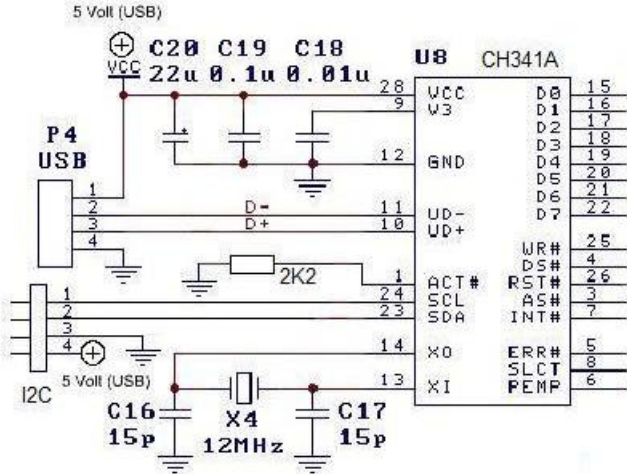 5 Volt (USB)
VCC
C20 C19 C18
22u 0.1u 0.01u
U8 CH341A
P4
USB
1
2
3
4
D-
D+
2K2
28 VCC
9 V3
12 GND
11 UD-
10 UD+
1 ACT#
24 SCL
23 SDA
14 XO
13 XI
D0 15
D1 16
D2 17
D3 18
D4 19
D5 20
D6 21
D7 22
WR# 25
DS# 4
RST# 26
AS# 3
INT# 7
ERR# 5
SLCT 8
PEMP 6
1
2
3
4
I2C
5 Volt (USB)
C16
15p
X4
12MHz
C17
15p